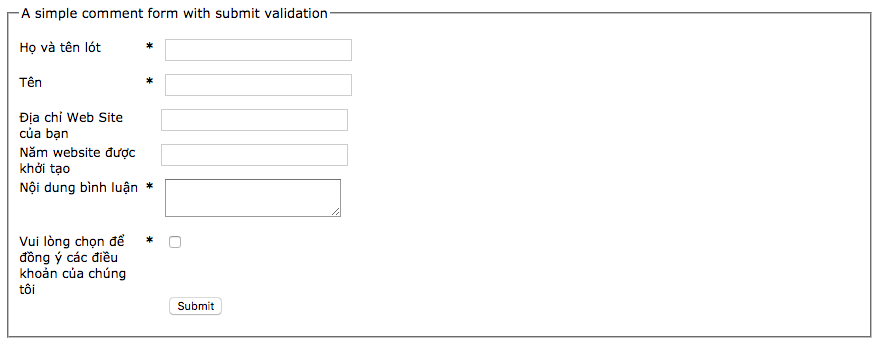 A simple comment form with submit validation
Họ và tên lót *
Tên *
Địa chỉ Web Site
của bạn
Năm website được
khởi tạo
Nội dung bình luận *
Vui lòng chọn để *
đồng ý các điều
khoản của chúng
tôi
Submit